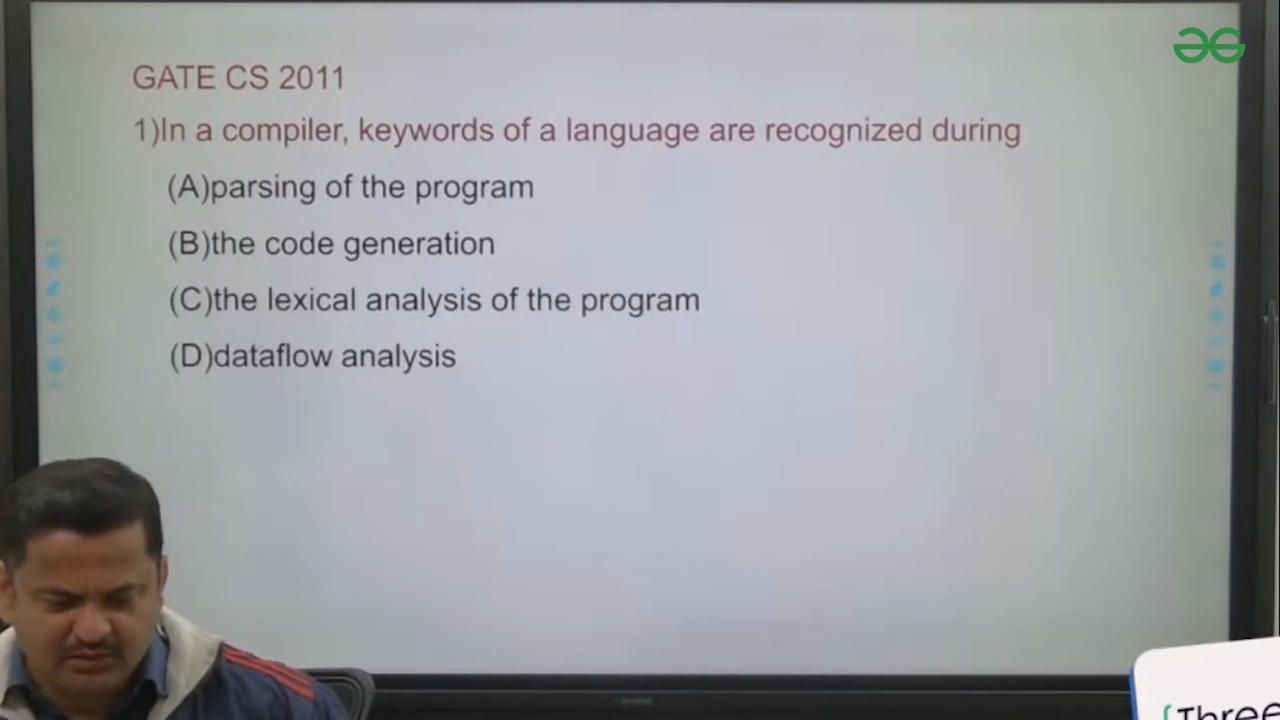 GATE CS 2011
1)In a compiler, keywords of a language are recognized during
(A)parsing of the program
(B)the code generation
(C)the lexical analysis of the program
(D)dataflow analysis
{Three